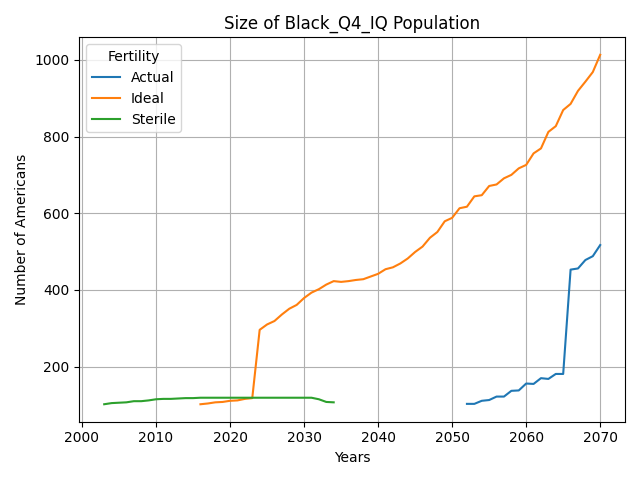 Size of Black_Q4_IQ Population
Fertility
Actual
Ideal
Sterile
Number of Americans
1000
800
600
400
200
2000 2010 2020 2030 2040 2050 2060 2070
Years